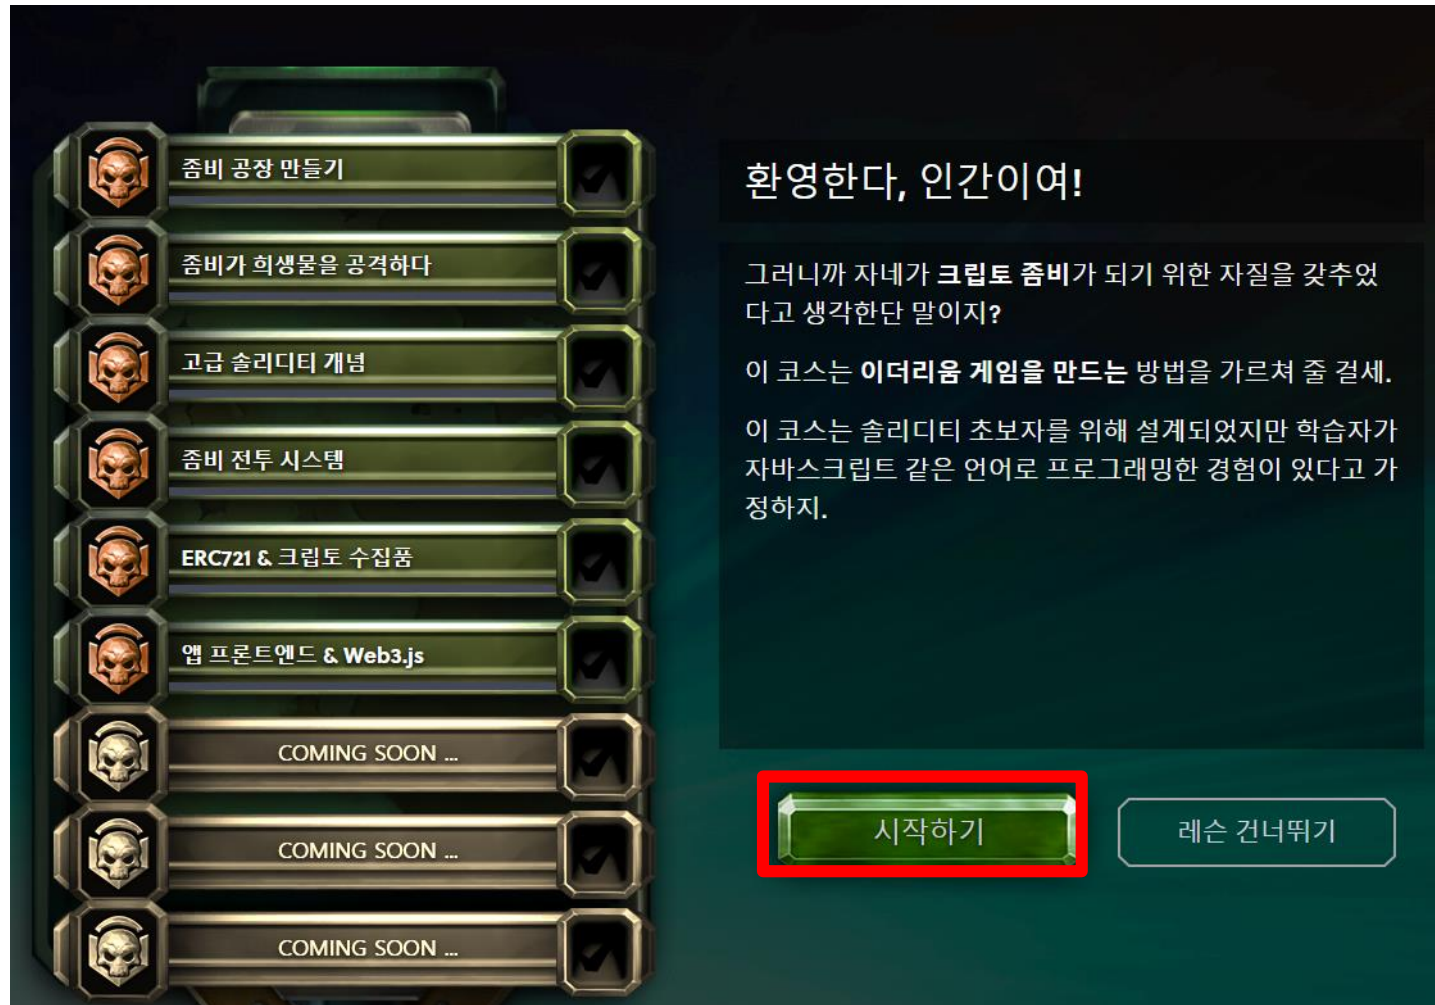 좀비 공장 만들기
좀비가 희생물을 공격하다
고급 솔리디티 개념
좀비 전투 시스템
ERC721 & 크립토 수집품
앱 프론트엔드 & Web3.js
COMING SOON ...
COMING SOON ...
COMING SOON ...
환영한다, 인간이여!
그러니까 자네가 크립토 좀비가 되기 위한 자질을 갖추었
다고 생각한단 말이지?
이 코스는 이더리움 게임을 만드는 방법을 가르쳐 줄 걸세.
이 코스는 솔리디티 초보자를 위해 설계되었지만 학습자가
자바스크립트 같은 언어로 프로그래밍한 경험이 있다고 가
정하지.
시작하기
레슨 건너뛰기